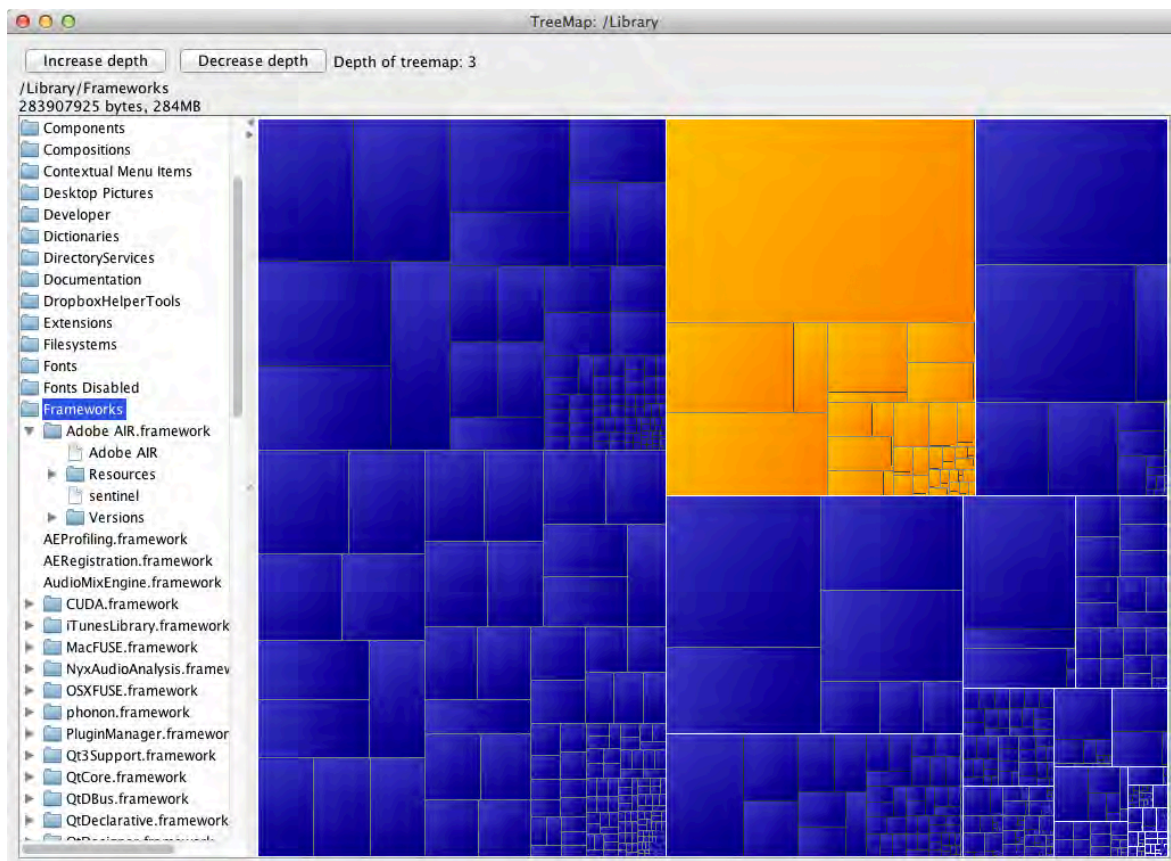 TreeMap: /Library
Increase depth Decrease depth Depth of treemap: 3
/Library/Frameworks
283907925 bytes, 284MB
Components
Compositions
Contextual Menu Items
Desktop Pictures
Developer
Dictionaries
DirectoryServices
Documentation
DropboxHelperTools
Extensions
Filesystems
Fonts
Fonts Disabled
Frameworks
Adobe AIR.framework
Adobe AIR
Resources
sentinel
Versions
AEProfiling.framework
AERegistration.framework
AudioMixEngine.framework
CUDA.framework
iTunesLibrary.framework
MacFUSE.framework
NyxAudioAnalysis.framew
OSXFUSE.framework
phonon.framework
PluginManager.framewor
Qt3Support.framework
QtCore.framework
QtDBus.framework
QtDeclarative.framework